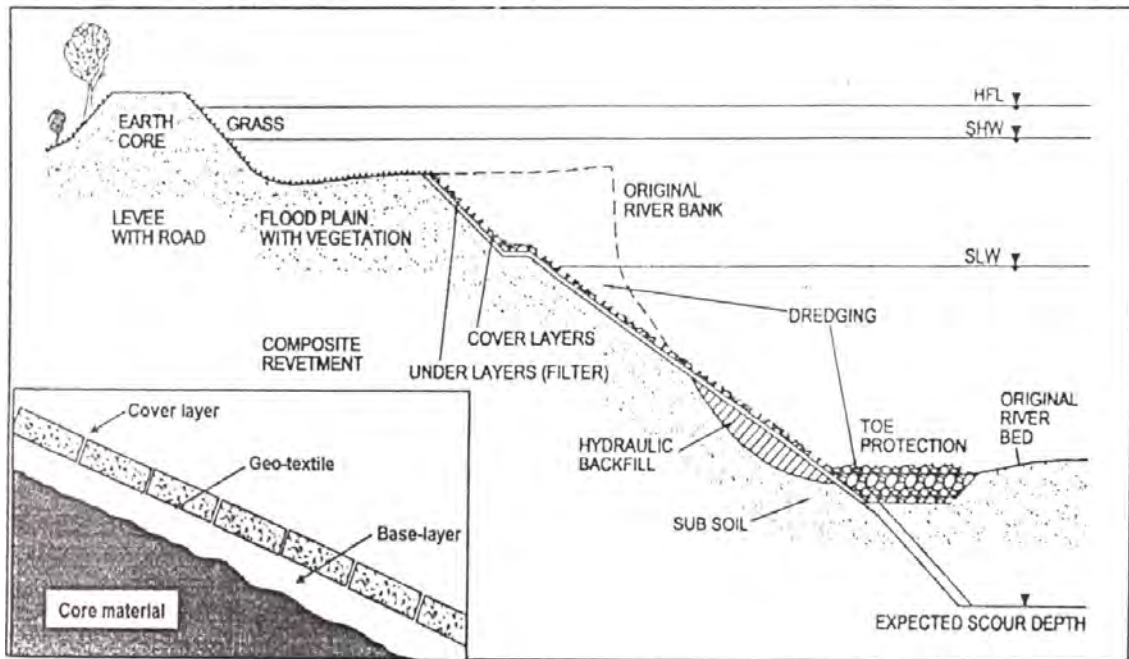 HFL
SHW
EARTH
CORE
GRASS
ORIGINAL
RIVER BANK
LEVEE
WITH ROAD
FLOOD PLAIN
WITH VEGETATION
SLW
DREDGING
COMPOSITE
REVETMENT
COVER LAYERS
UNDER LAYERS (FILTER)
ORIGINAL
RIVER
BED
TOE
PROTECTION
HYDRAULIC
BACKFILL
SUB SOIL
EXPECTED SCOUR DEPTH
Cover layer
Geo-textile
Base-layer
Core material